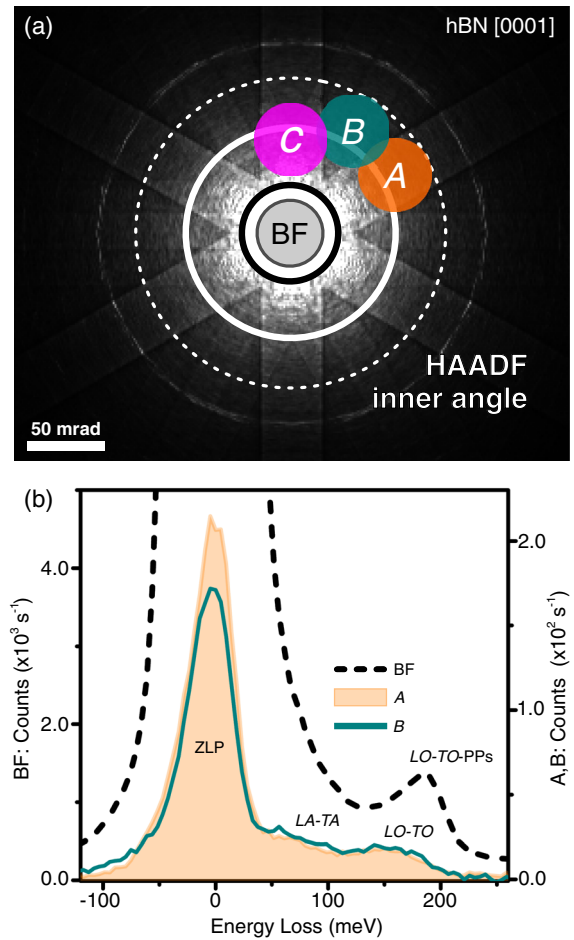 (a)
hBN [0001]
C
B
A
BF
HAADF
inner angle
50 mrad
(b)
BF: Counts (x10³ s⁻¹)
4.0
2.0
0.0
A,B: Counts (x10² s⁻¹)
2.0
1.0
0.0
BF
A
B
ZLP
LO-TO-PPs
LA-TA
LO-TO
-100
0
100
200
Energy Loss (meV)